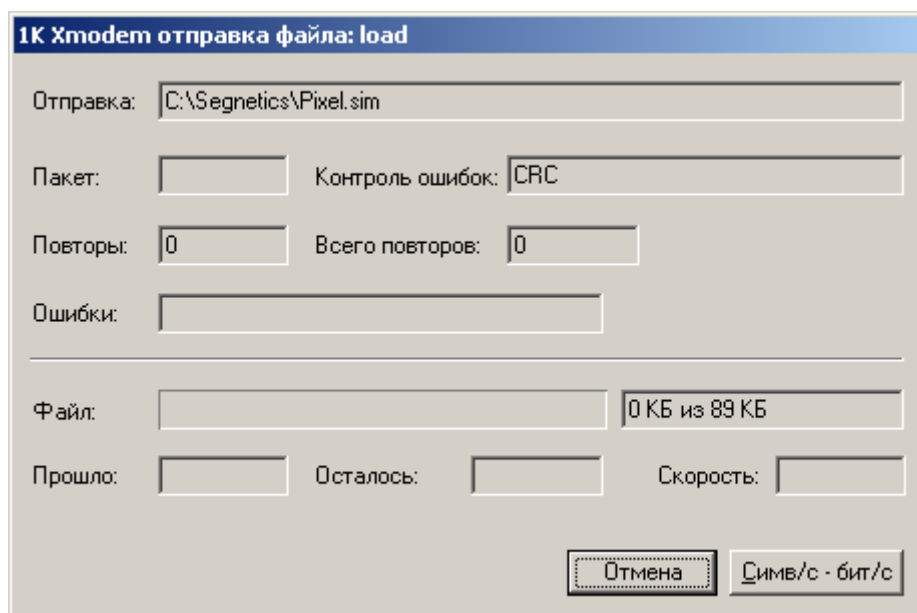 1K Xmodem отправка файла: load
Отправка: C:\Segnetics\Pixel.sim
Пакет: Контроль ошибок: CRC
Повторы: 0 Всего повторов: 0
Ошибки:
Файл: 0 КБ из 89 КБ
Прошло: Осталось: Скорость:
Отмена Симв/с - бит/с